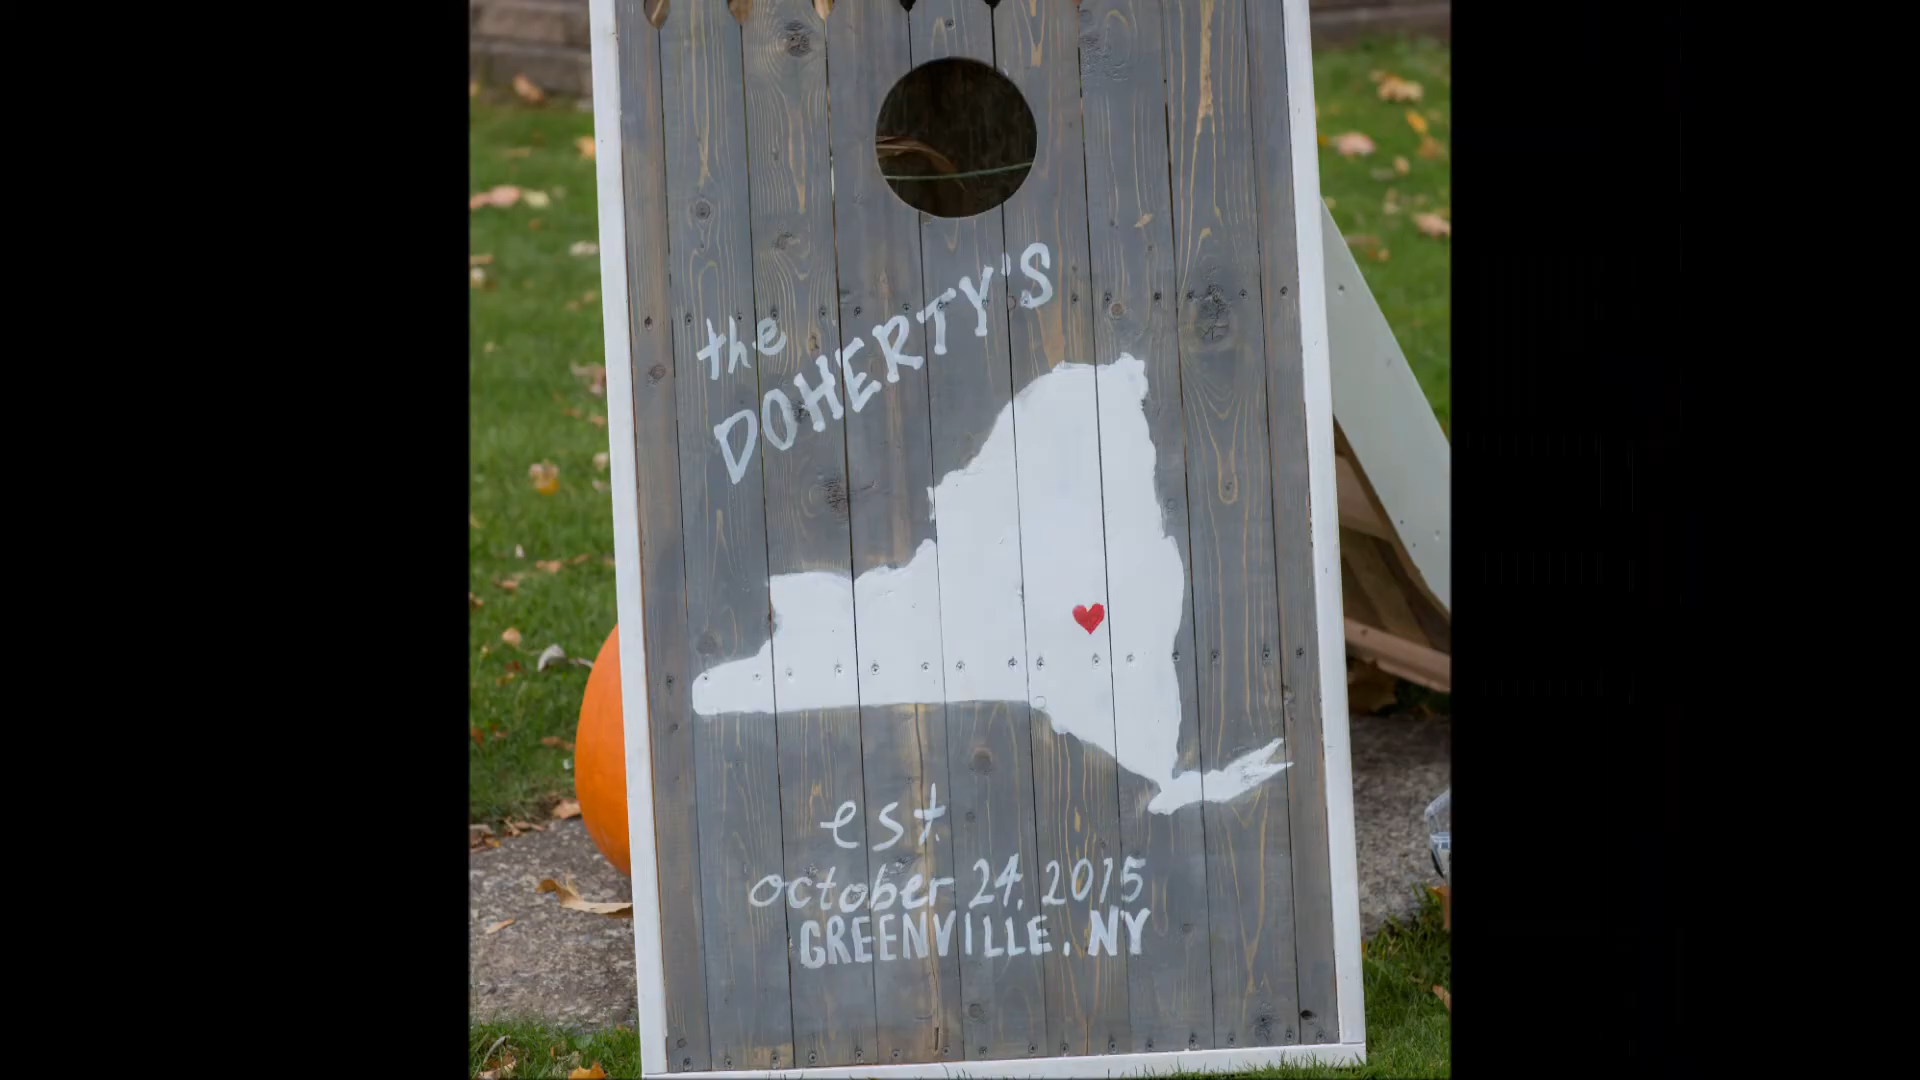 the
DOHERTY'S
est.
october 24, 2015
GREENVILLE, NY